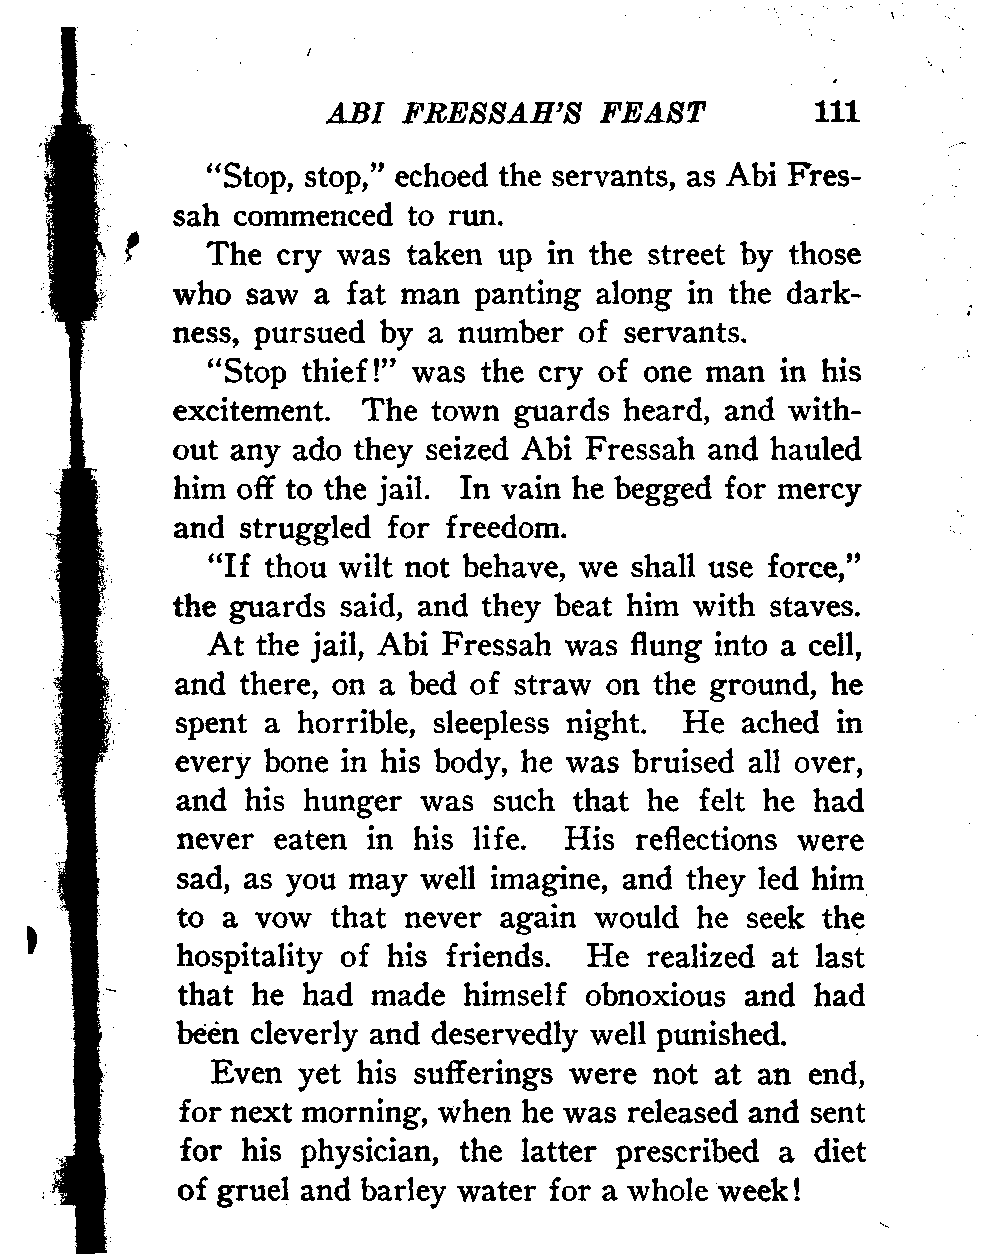 ABI FRESSAH'S FEAST 111
"Stop, stop," echoed the servants, as Abi Fres-
sah commenced to run.
The cry was taken up in the street by those
who saw a fat man panting along in the dark-
ness, pursued by a number of servants.
"Stop thief!" was the cry of one man in his
excitement. The town guards heard, and with-
out any ado they seized Abi Fressah and hauled
him off to the jail. In vain he begged for mercy
and struggled for freedom.
"If thou wilt not behave, we shall use force,"
the guards said, and they beat him with staves.
At the jail, Abi Fressah was flung into a cell,
and there, on a bed of straw on the ground, he
spent a horrible, sleepless night. He ached in
every bone in his body, he was bruised all over,
and his hunger was such that he felt he had
never eaten in his life. His reflections were
sad, as you may well imagine, and they led him
to a vow that never again would he seek the
hospitality of his friends. He realized at last
that he had made himself obnoxious and had
been cleverly and deservedly well punished.
Even yet his sufferings were not at an end,
for next morning, when he was released and sent
for his physician, the latter prescribed a diet
of gruel and barley water for a whole week!